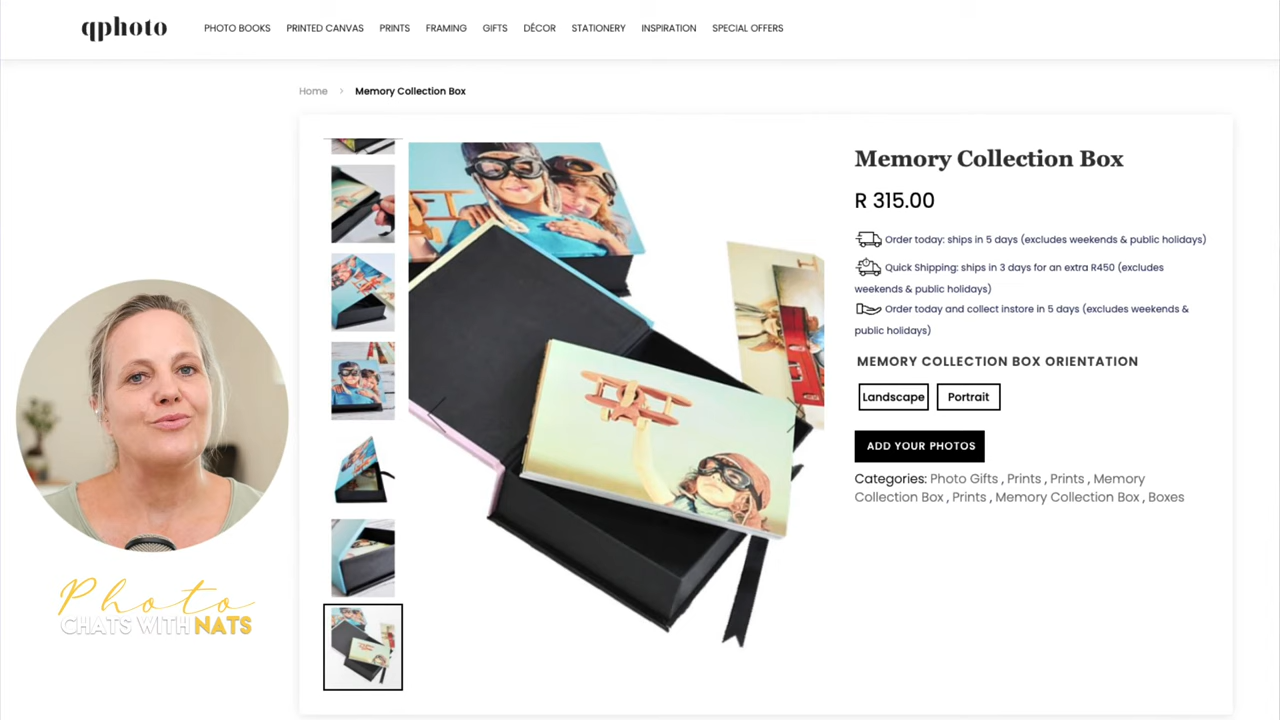 qphoto
PHOTO BOOKS PRINTED CANVAS PRINTS FRAMING GIFTS DÉCOR STATIONERY INSPIRATION SPECIAL OFFERS
Home > Memory Collection Box
Memory Collection Box
R 315.00
Order today: ships in 5 days (excludes weekends & public holidays)
Quick Shipping: ships in 3 days for an extra R450 (excludes
weekends & public holidays)
Order today and collect instore in 5 days (excludes weekends &
public holidays)
MEMORY COLLECTION BOX ORIENTATION
Landscape Portrait
ADD YOUR PHOTOS
Categories: Photo Gifts , Prints , Prints , Memory
Collection Box , Prints , Memory Collection Box , Boxes
Photo
CHATS WITH NATS